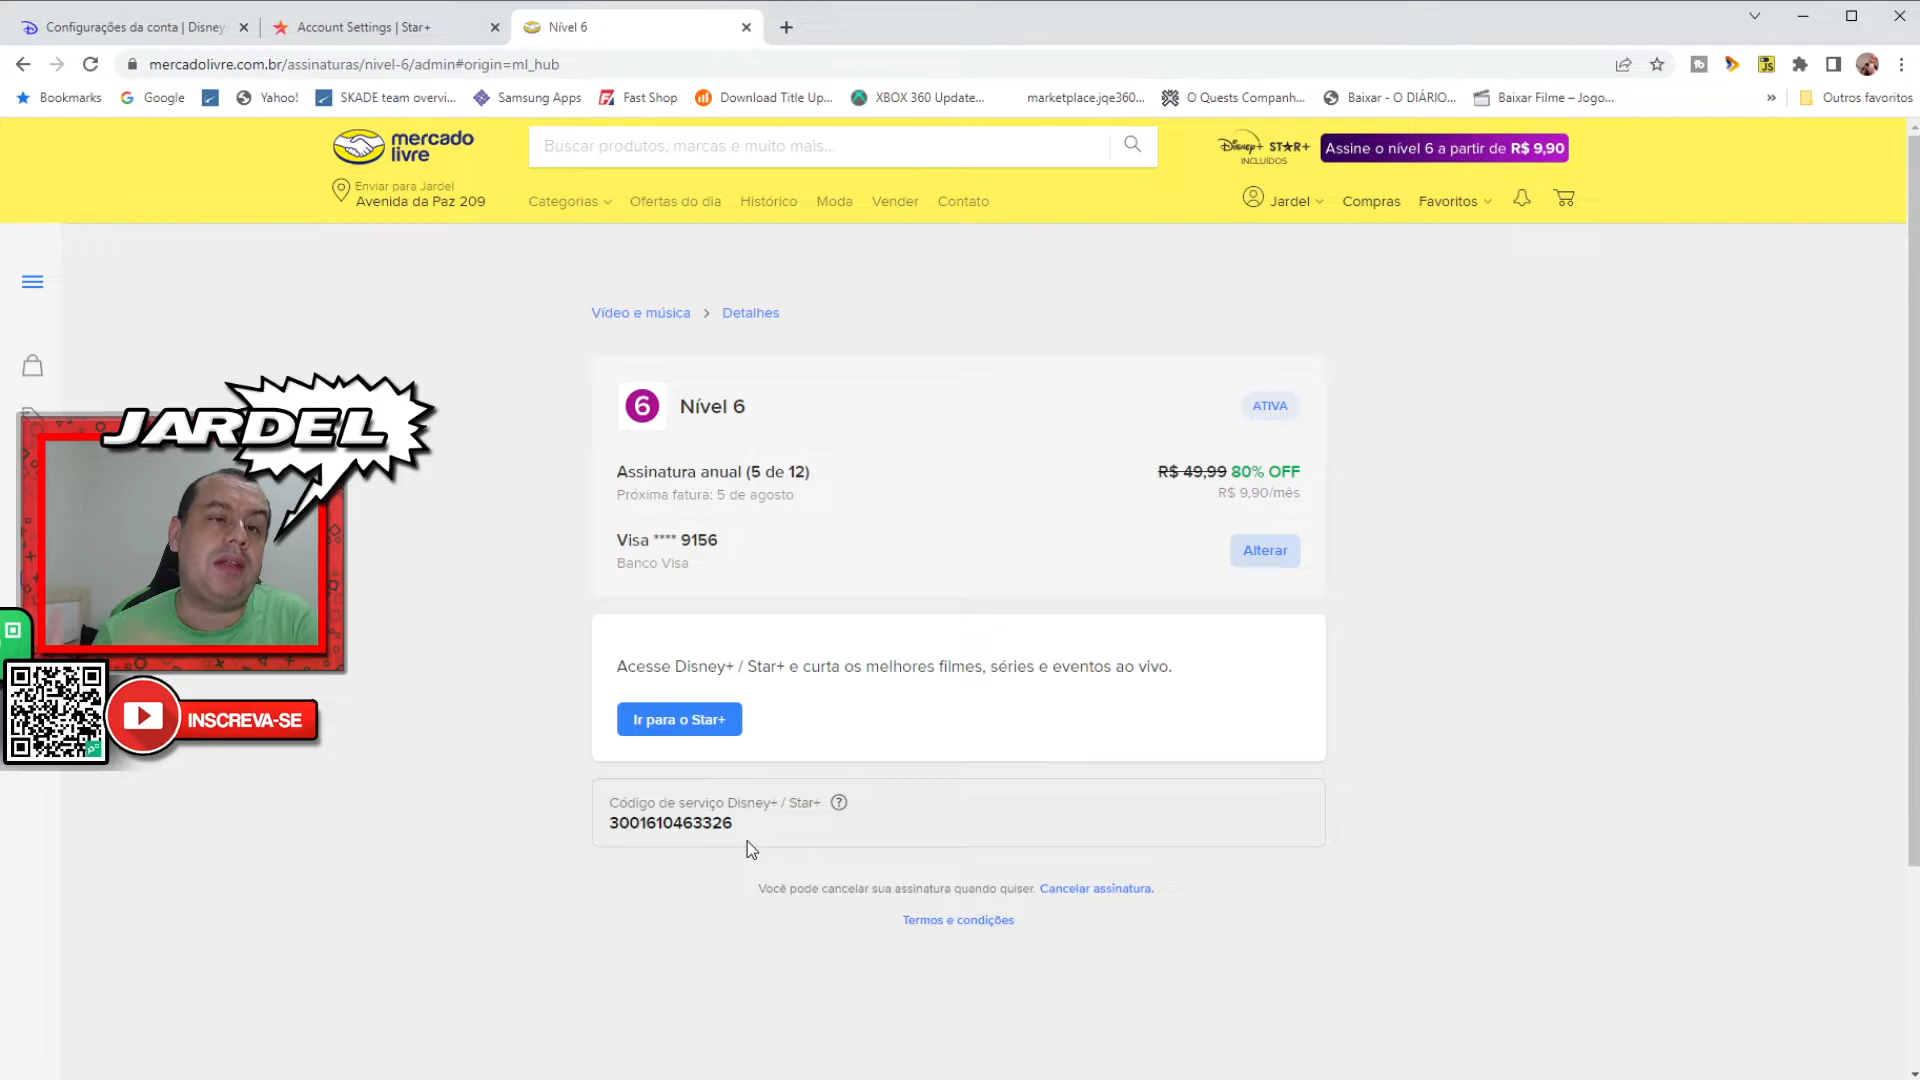 Configurações da conta | Disney
Account Settings | Star+
Nível 6
mercadolivre.com.br/assinaturas/nivel-6/admin#origin=ml_hub
Bookmarks
Google
Yahoo!
SKADE team overvi...
Samsung Apps
Fast Shop
Download Title Up...
XBOX 360 Update...
marketplace.jqe360...
O Quests Companh...
Baixar - O DIÁRIO...
Baixar Filme – Jogo...
»
Outros favoritos
mercado
livre
Buscar produtos, marcas e muito mais...
Disney+ STAR+
INCLUÍDOS
Assine o nível 6 a partir de R$ 9,90
Enviar para Jardel
Avenida da Paz 209
Categorias
Ofertas do dia
Histórico
Moda
Vender
Contato
Jardel
Compras
Favoritos
Vídeo e música > Detalhes
6
Nível 6
ATIVA
Assinatura anual (5 de 12)
R$ 49,99 80% OFF
Próxima fatura: 5 de agosto
R$ 9,90/mês
Visa **** 9156
Banco Visa
Alterar
JARDEL
Acesse Disney+ / Star+ e curta os melhores filmes, séries e eventos ao vivo.
Ir para o Star+
INSCREVA-SE
Código de serviço Disney+ / Star+ ?
3001610463326
Você pode cancelar sua assinatura quando quiser. Cancelar assinatura.
Termos e condições